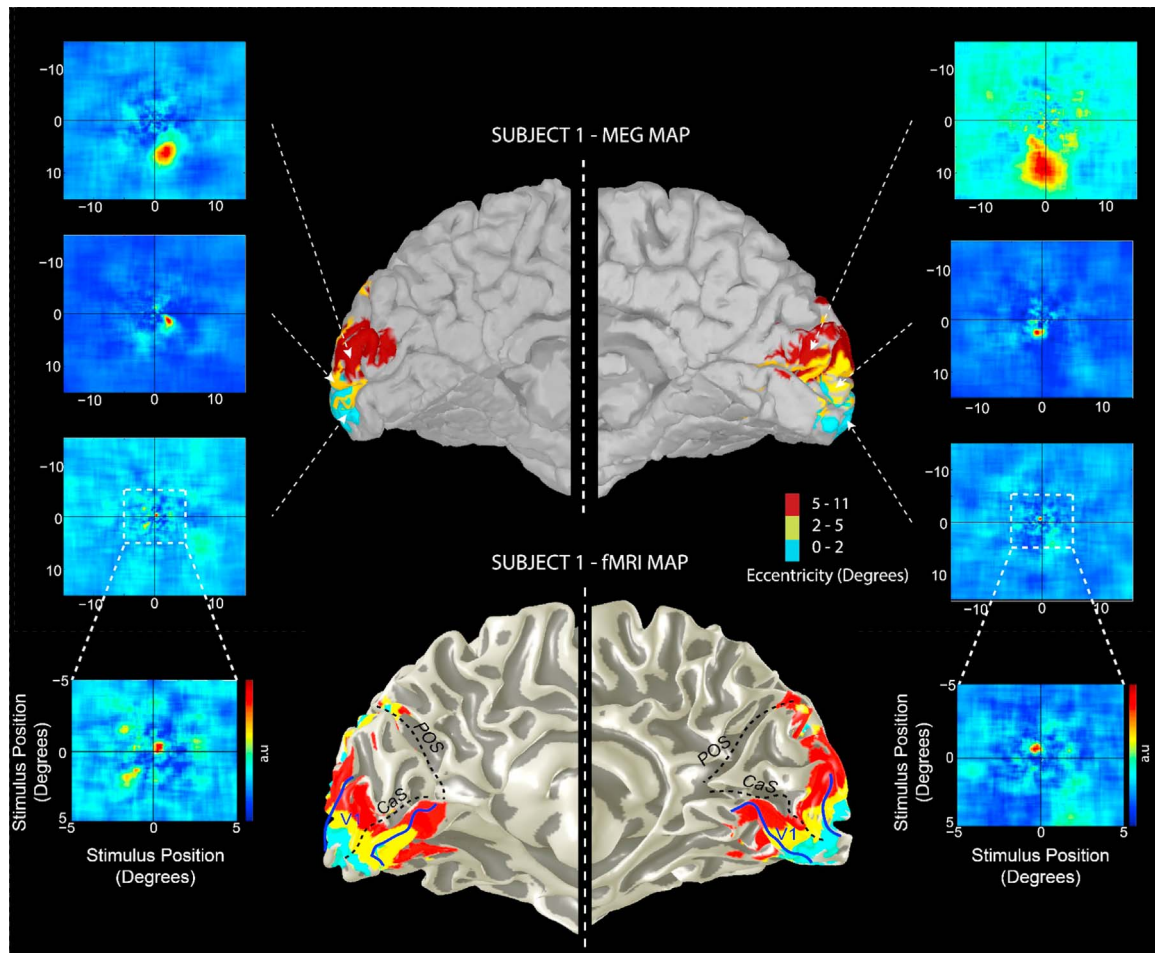 SUBJECT 1 - MEG MAP
-10
0
10
-10 0 10
-10
0
10
-10 0 10
-10
0
10
-10 0 10
-10
0
10
-10 0 10
-10
0
10
-10 0 10
-10
0
10
-10 0 10
5 - 11
2 - 5
0 - 2
Eccentricity (Degrees)
SUBJECT 1 - fMRI MAP
POS
CaS
V1
POS
CaS
V1
Stimulus Position
(Degrees)
-5
0
5
-5 0 5
a.u
Stimulus Position
(Degrees)
Stimulus Position
(Degrees)
-5
0
5
-5 0 5
a.u
Stimulus Position
(Degrees)